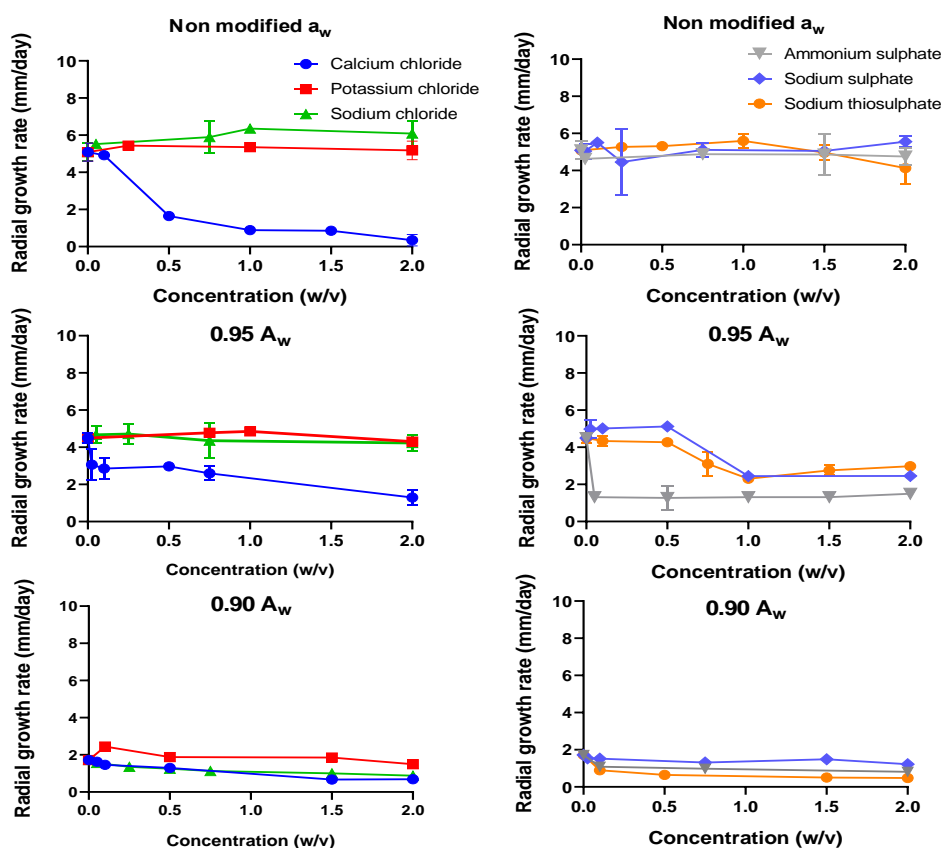 Non modified aw
Calcium chloride
Potassium chloride
Sodium chloride
Radial growth rate (mm/day)
10
8
6
4
2
0
0.0 0.5 1.0 1.5 2.0
Concentration (w/v)
Non modified aw
Ammonium sulphate
Sodium sulphate
Sodium thiosulphate
Radial growth rate (mm/day)
10
8
6
4
2
0
0.0 0.5 1.0 1.5 2.0
Concentration (w/v)
0.95 Aw
Radial growth rate (mm/day)
10
8
6
4
2
0
0.0 0.5 1.0 1.5 2.0
Concentration (w/v)
0.95 Aw
Radial growth rate (mm/day)
10
8
6
4
2
0
0.0 0.5 1.0 1.5 2.0
Concentration (w/v)
0.90 Aw
Radial growth rate (mm/day)
10
8
6
4
2
0
0.0 0.5 1.0 1.5 2.0
Concentration (w/v)
0.90 Aw
Radial growth rate (mm/day)
10
8
6
4
2
0
0.0 0.5 1.0 1.5 2.0
Concentration (w/v)